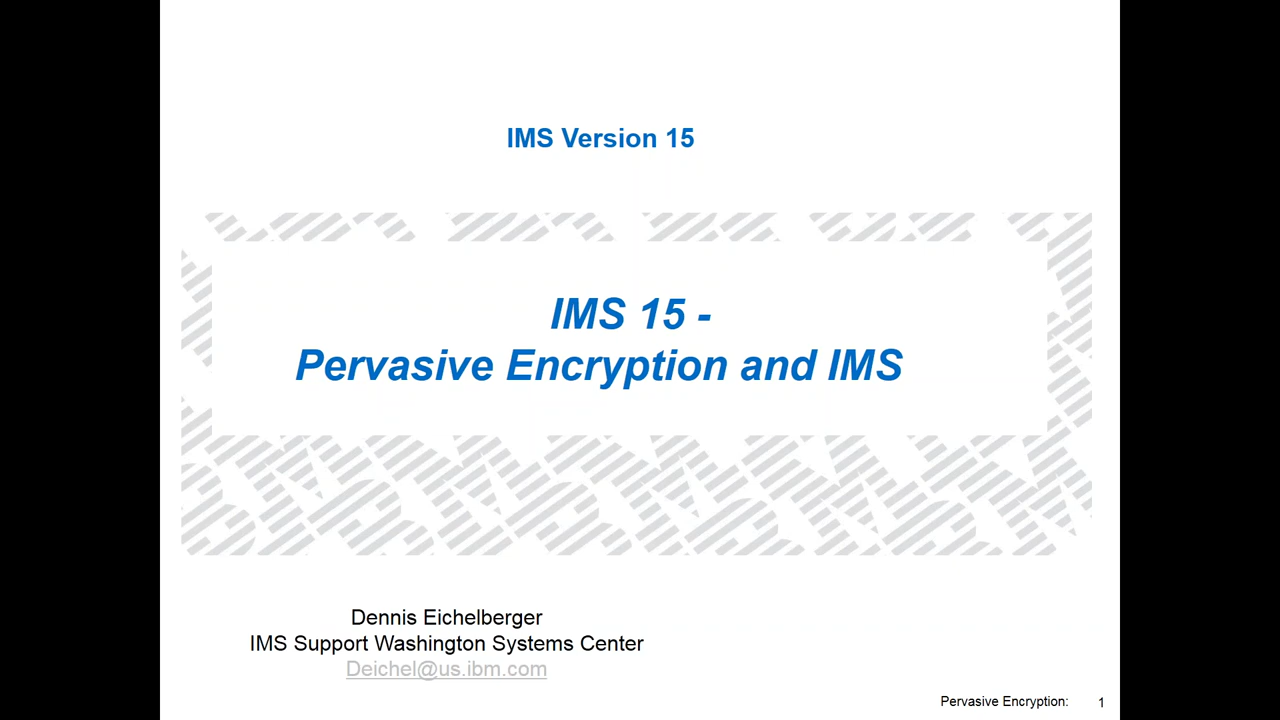 IMS Version 15
IMS 15 -
Pervasive Encryption and IMS
Dennis Eichelberger
IMS Support Washington Systems Center
Deichel@us.ibm.com
Pervasive Encryption: 1